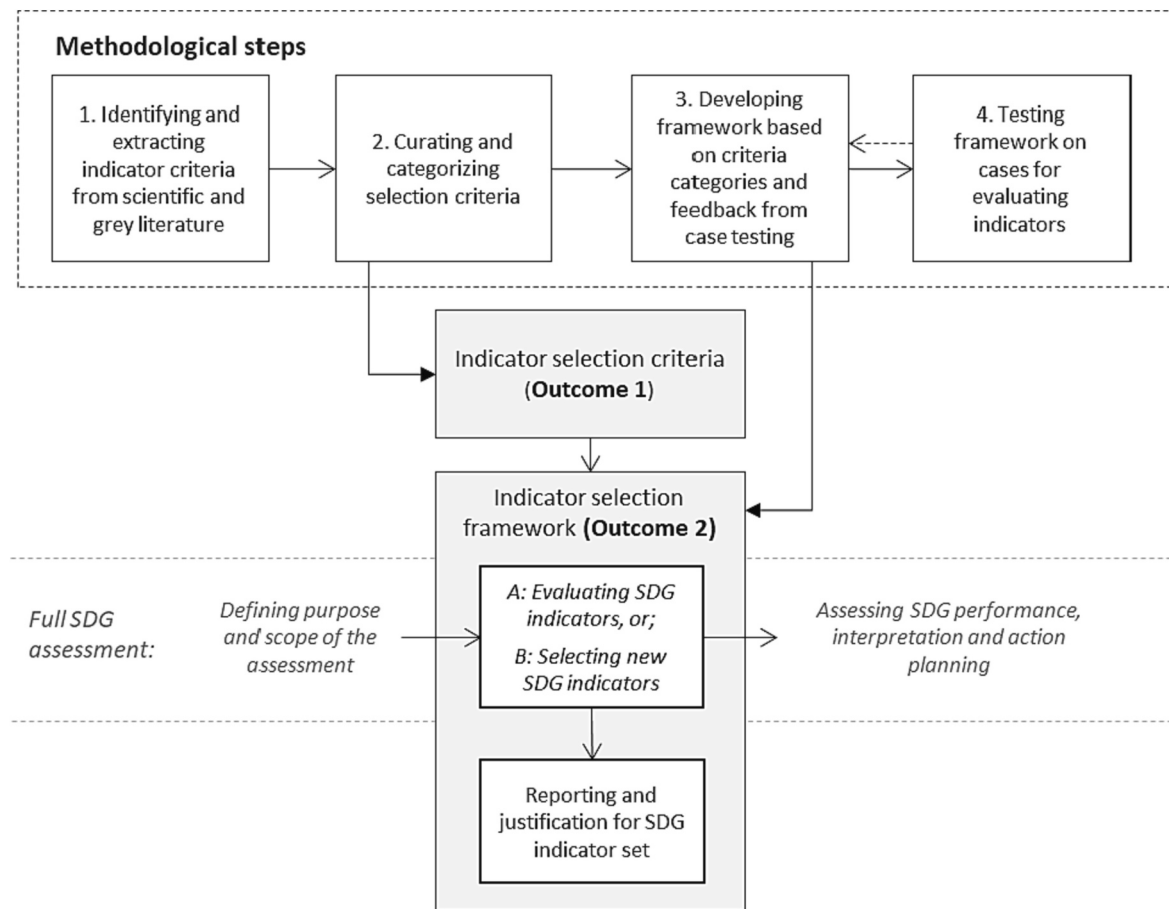 Methodological steps
1. Identifying and
extracting
indicator criteria
from scientific and
grey literature
2. Curating and
categorizing
selection criteria
3. Developing
framework based
on criteria
categories and
feedback from
case testing
4. Testing
framework on
cases for
evaluating
indicators
Indicator selection criteria
(Outcome 1)
Indicator selection
framework (Outcome 2)
Full SDG
assessment:
Defining purpose
and scope of the
assessment
A: Evaluating SDG
indicators, or;
B: Selecting new
SDG indicators
Assessing SDG performance,
interpretation and action
planning
Reporting and
justification for SDG
indicator set